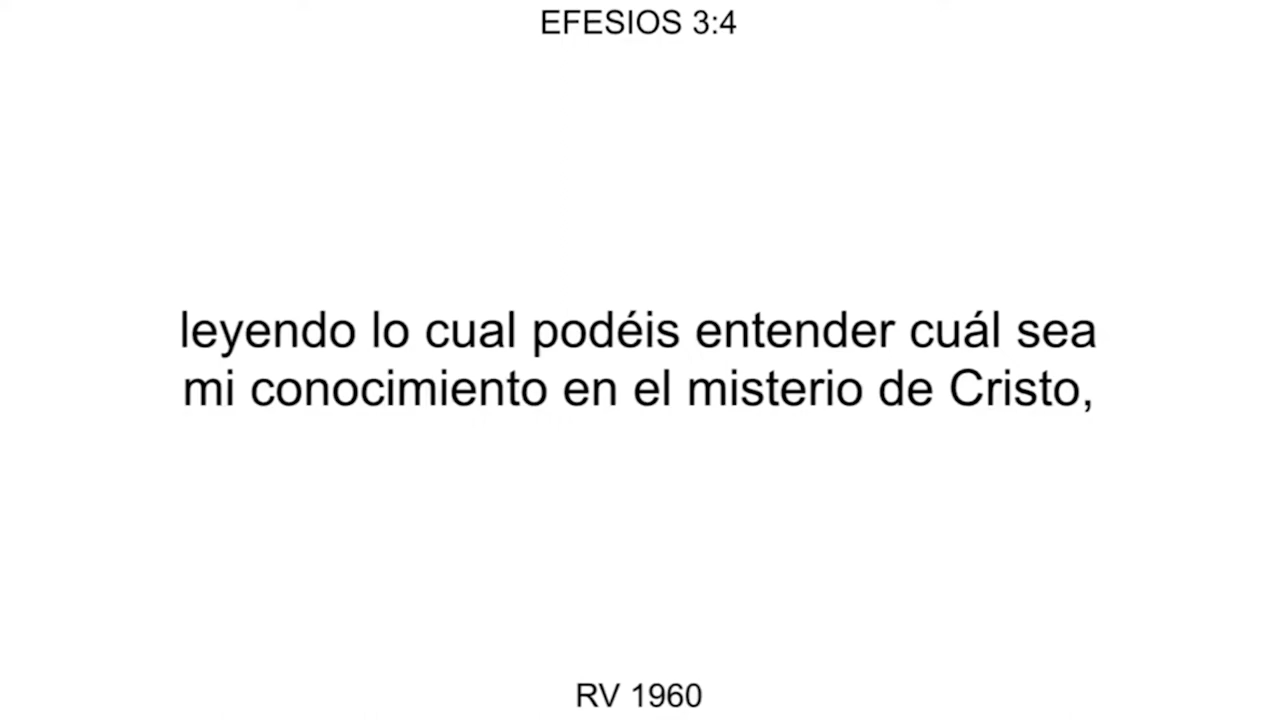 EFESIOS 3:4
leyendo lo cual podéis entender cuál sea
mi conocimiento en el misterio de Cristo,
RV 1960